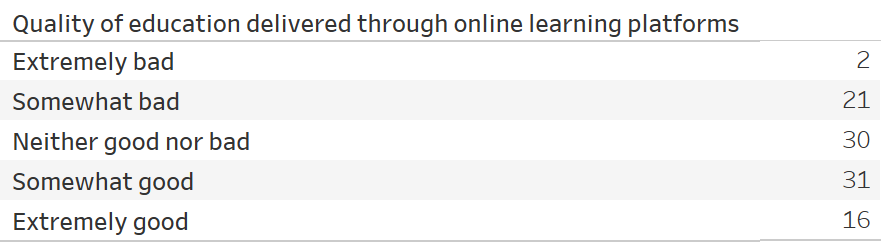 Quality of education delivered through online learning platforms
Extremely bad 2
Somewhat bad 21
Neither good nor bad 30
Somewhat good 31
Extremely good 16